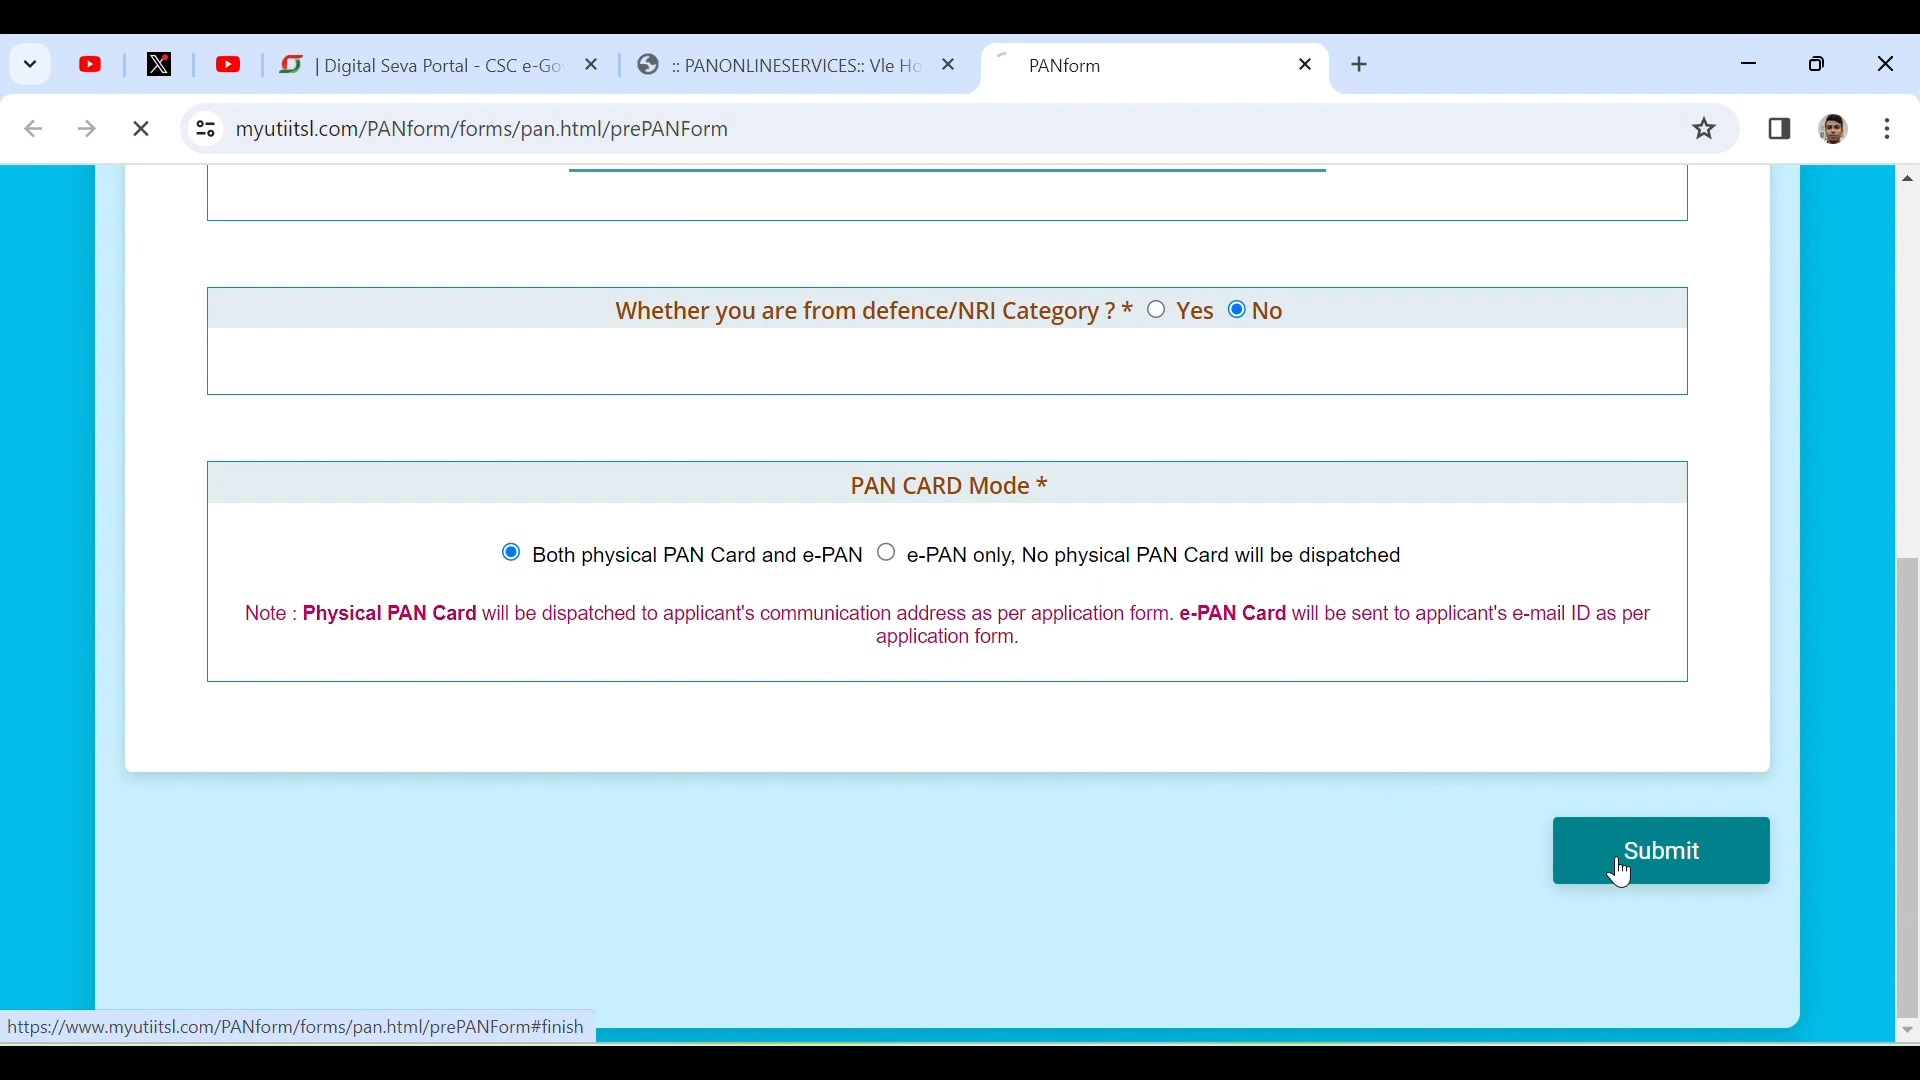 | Digital Seva Portal - CSC e-Go
:: PANONLINESERVICES:: Vle Ho
PANform
myutiitsl.com/PANform/forms/pan.html/prePANForm
Whether you are from defence/NRI Category ? * Yes No
PAN CARD Mode *
Both physical PAN Card and e-PAN e-PAN only, No physical PAN Card will be dispatched
Note : Physical PAN Card will be dispatched to applicant's communication address as per application form. e-PAN Card will be sent to applicant's e-mail ID as per
application form.
Submit
https://www.myutiitsl.com/PANform/forms/pan.html/prePANForm#finish